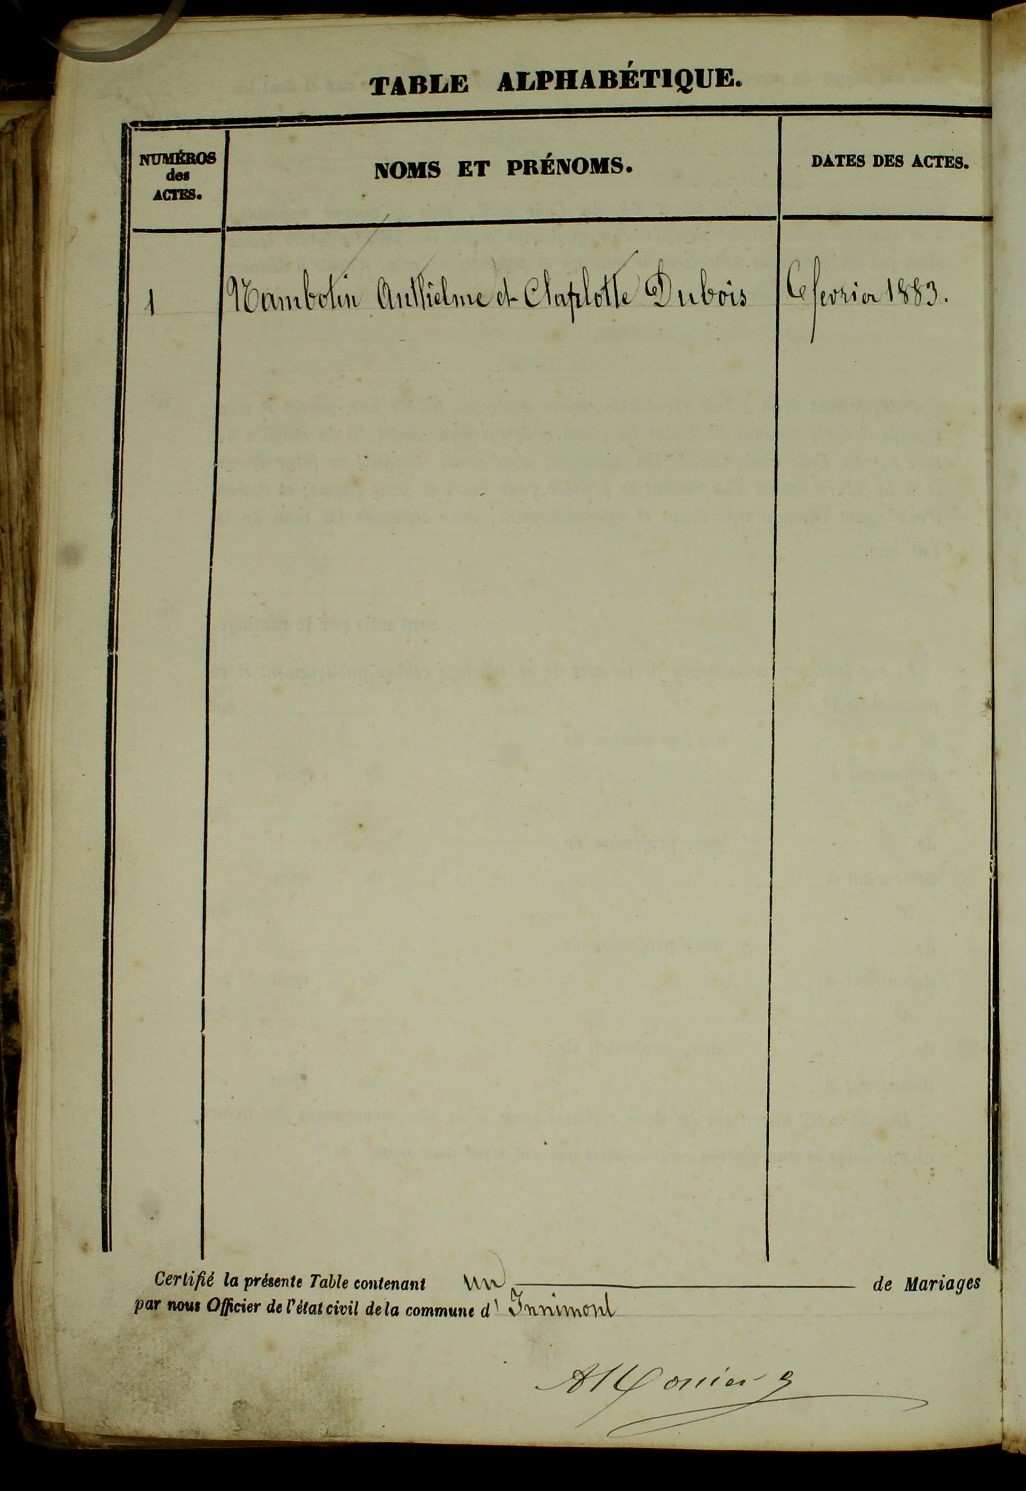 TABLE ALPHABÉTIQUE.
NUMÉROS
des
ACTES.
NOMS ET PRÉNOMS.
DATES DES ACTES.
1 Mambotin Anthelme et Charlotte Dubois 6 fevrier 1883.
Certifié la présente Table contenant un de Mariages
par nous Officier de l'état civil de la commune d' Innimont